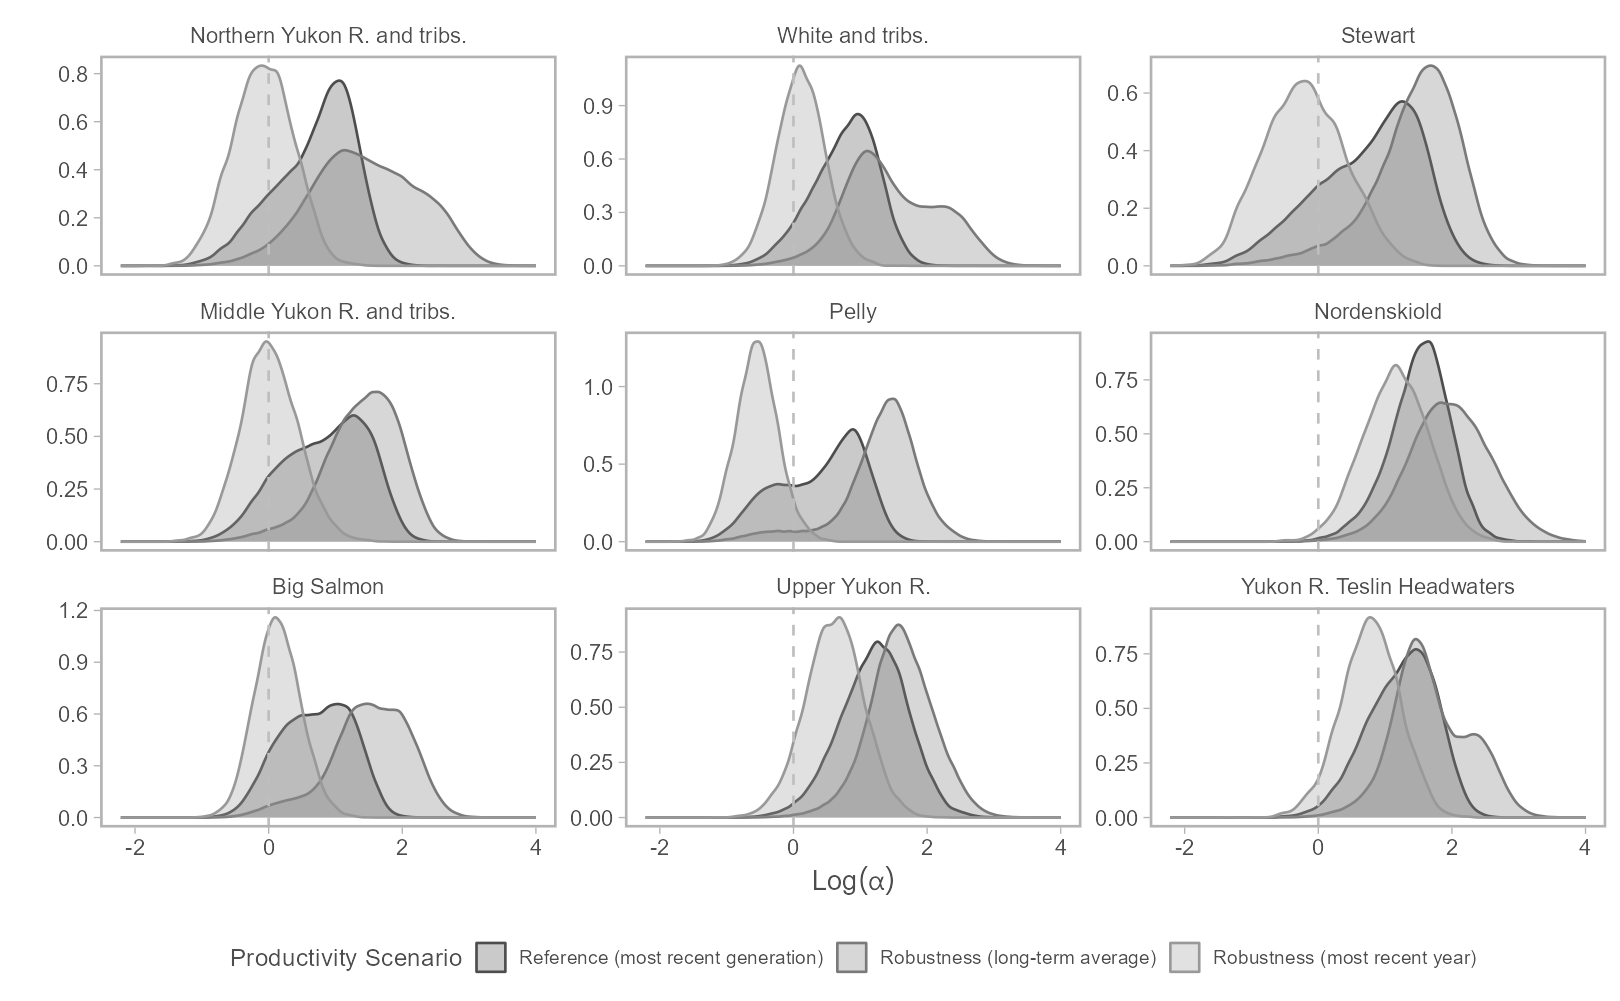 Northern Yukon R. and tribs.
White and tribs.
Stewart
0.8
0.6
0.4
0.2
0.0
0.9
0.6
0.3
0.0
0.6
0.4
0.2
0.0
Middle Yukon R. and tribs.
Pelly
Nordenskiold
0.75
0.50
0.25
0.00
1.0
0.5
0.0
0.75
0.50
0.25
0.00
Big Salmon
Upper Yukon R.
Yukon R. Teslin Headwaters
1.2
0.9
0.6
0.3
0.0
0.75
0.50
0.25
0.00
0.75
0.50
0.25
0.00
-2 0 2 4
-2 0 2 4
-2 0 2 4
Log(α)
Productivity Scenario Reference (most recent generation) Robustness (long-term average) Robustness (most recent year)